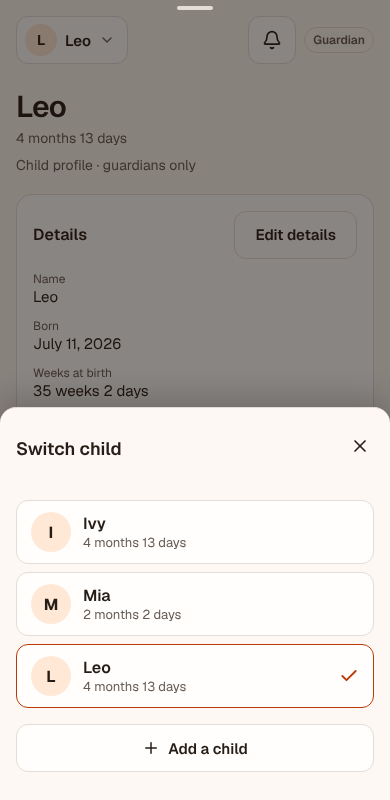 L Leo
Guardian
Leo
4 months 13 days
Child profile · guardians only
Details
Edit details
Name
Leo
Born
July 11, 2026
Weeks at birth
35 weeks 2 days
Switch child
I
Ivy
4 months 13 days
M
Mia
2 months 2 days
L
Leo
4 months 13 days
Add a child